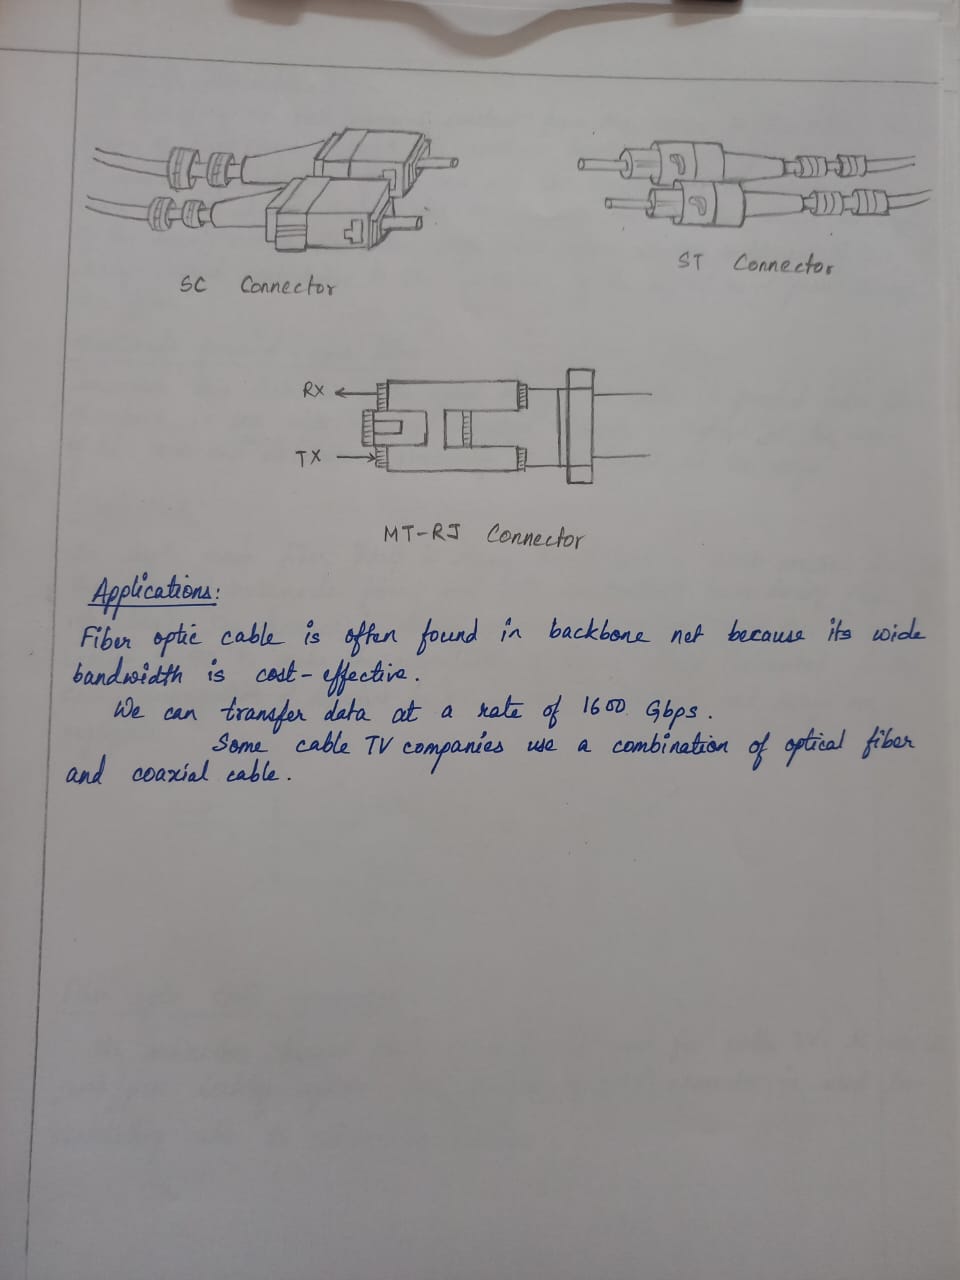 SC Connector
ST Connector
RX
TX
MT-RJ Connector
Applications:
Fiber optic cable is often found in backbone net because its wide
bandwidth is cost-effective.
We can transfer data at a rate of 1600 Gbps.
Some cable TV companies use a combination of optical fiber
and coaxial cable.